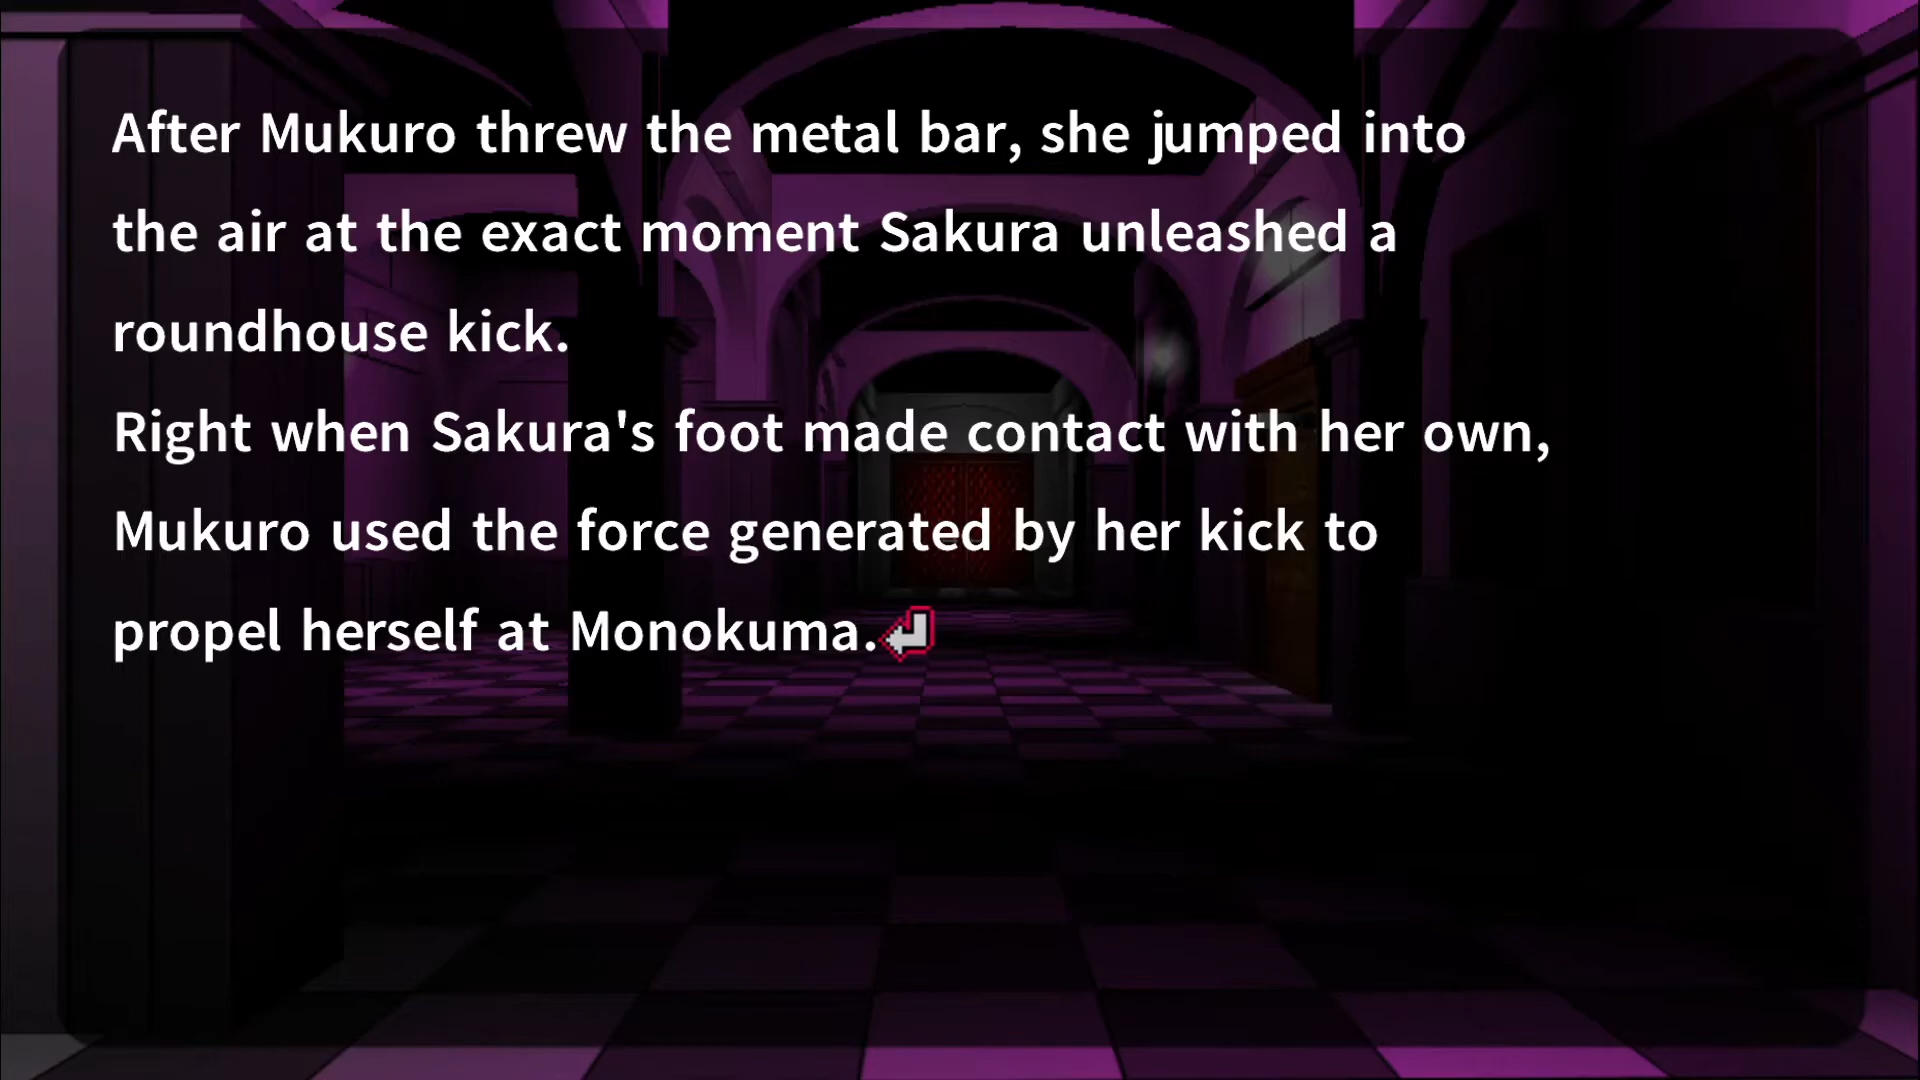 After Mukuro threw the metal bar, she jumped into
the air at the exact moment Sakura unleashed a
roundhouse kick.
Right when Sakura's foot made contact with her own,
Mukuro used the force generated by her kick to
propel herself at Monokuma.